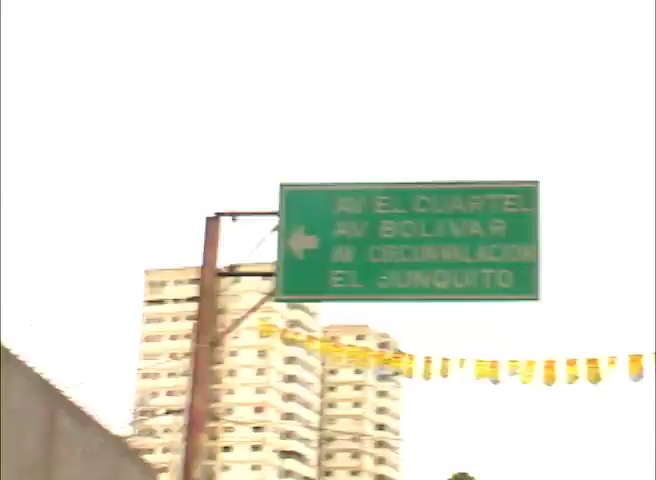 AV EL CUARTEL
AV BOLIVAR
AV CIRCUNVALACION
EL JUNQUITO